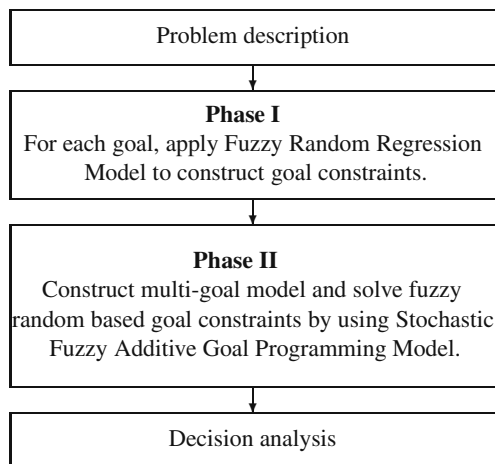 Problem description
Phase I
For each goal, apply Fuzzy Random Regression
Model to construct goal constraints.
Phase II
Construct multi-goal model and solve fuzzy
random based goal constraints by using Stochastic
Fuzzy Additive Goal Programming Model.
Decision analysis